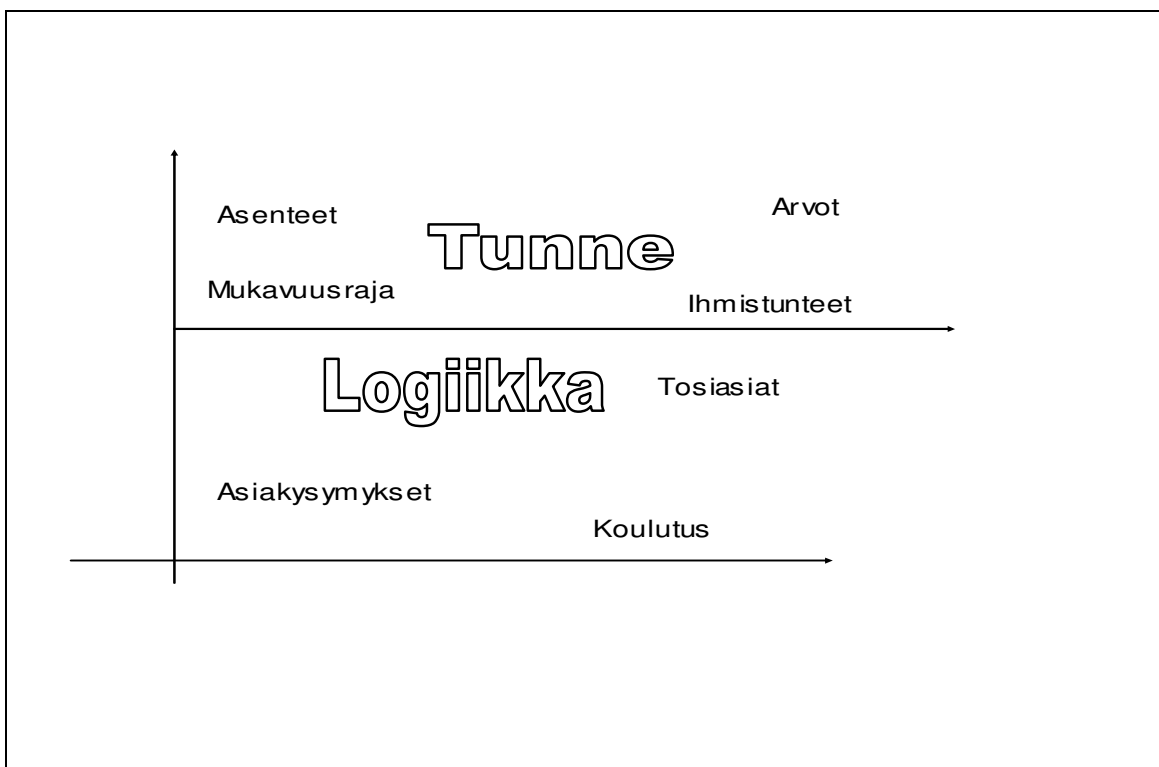 Arvot
Asenteet
Tunne
Mukavuusraja
Ihmistunteet
Logiikka
Tosiasiat
Asiakysymykset
Koulutus